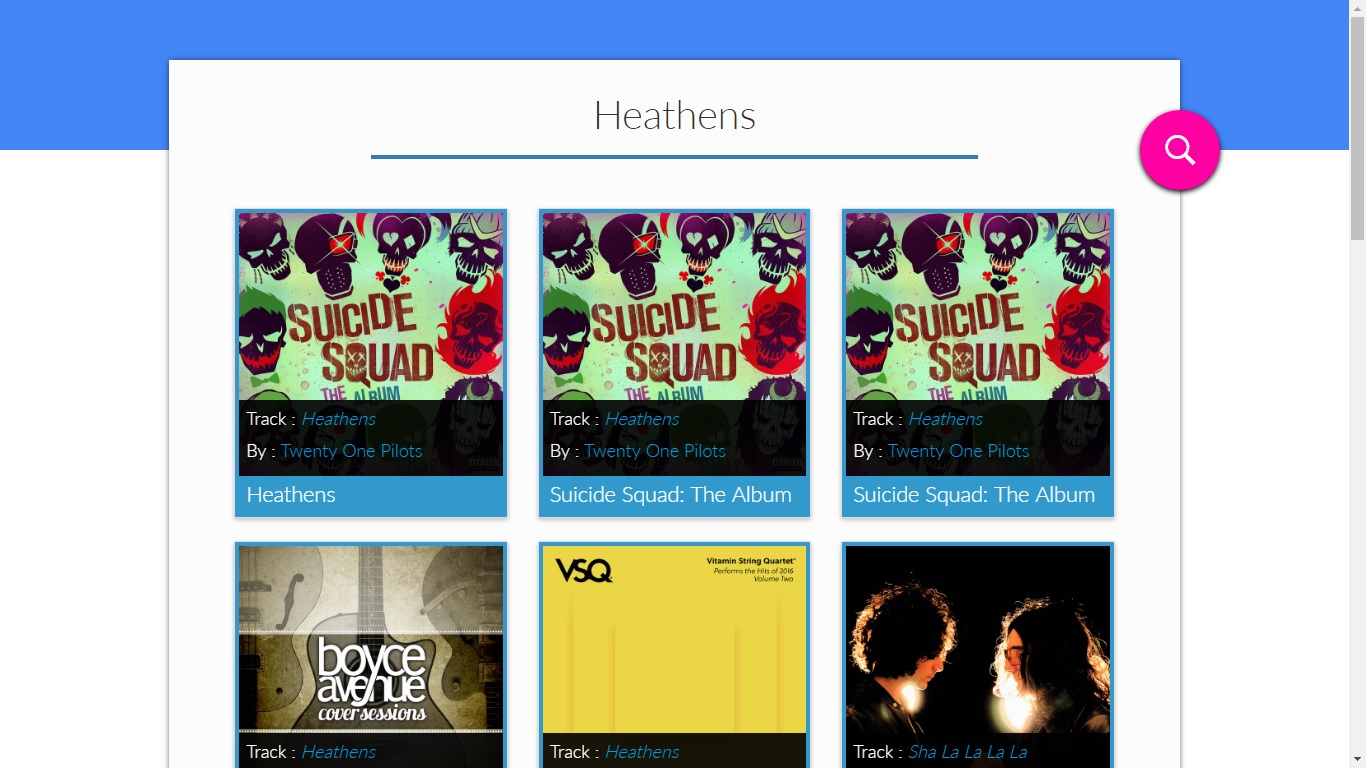 Heathens
SUICIDE
SQUAD
THE ALBUM
Track : Heathens
By : Twenty One Pilots
Heathens
SUICIDE
SQUAD
THE ALBUM
Track : Heathens
By : Twenty One Pilots
Suicide Squad: The Album
SUICIDE
SQUAD
THE ALBUM
Track : Heathens
By : Twenty One Pilots
Suicide Squad: The Album
boyce
avenue
cover sessions
Track : Heathens
VSQ
Vitamin String Quartet
Performs the Hits of 2016
Volume Two
Track : Heathens
Track : Sha La La La La